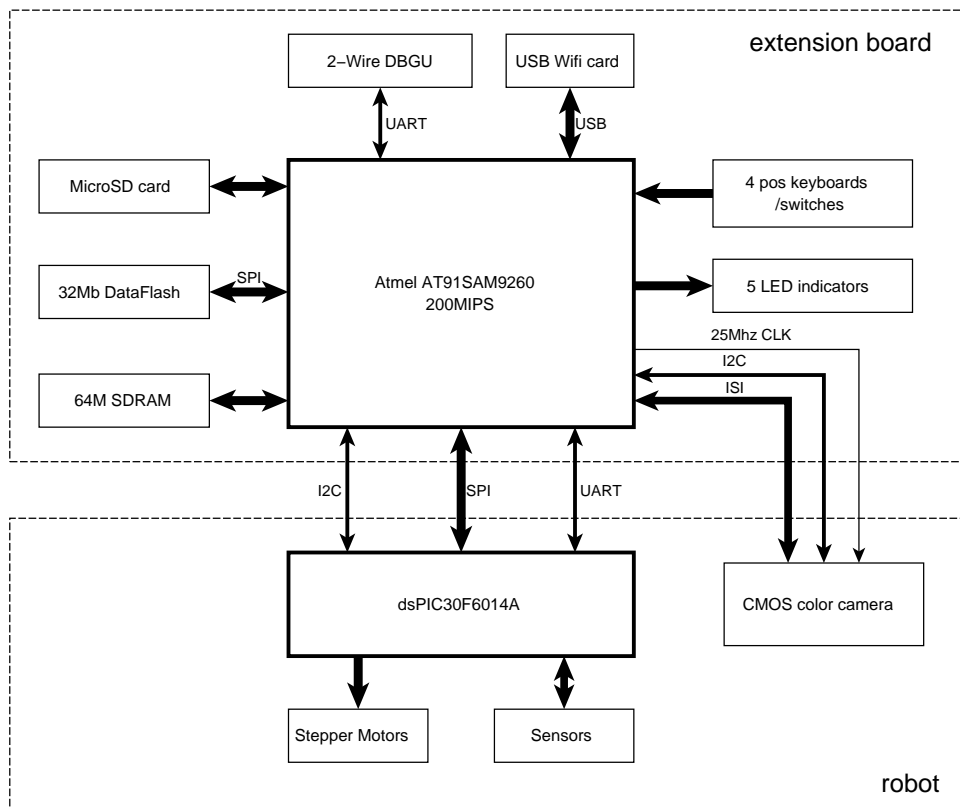 extension board
2−Wire DBGU
USB Wifi card
UART
USB
MicroSD card
4 pos keyboards
/switches
SPI
32Mb DataFlash
Atmel AT91SAM9260
200MIPS
5 LED indicators
25Mhz CLK
I2C
ISI
64M SDRAM
I2C
SPI
UART
dsPIC30F6014A
CMOS color camera
Stepper Motors
Sensors
robot